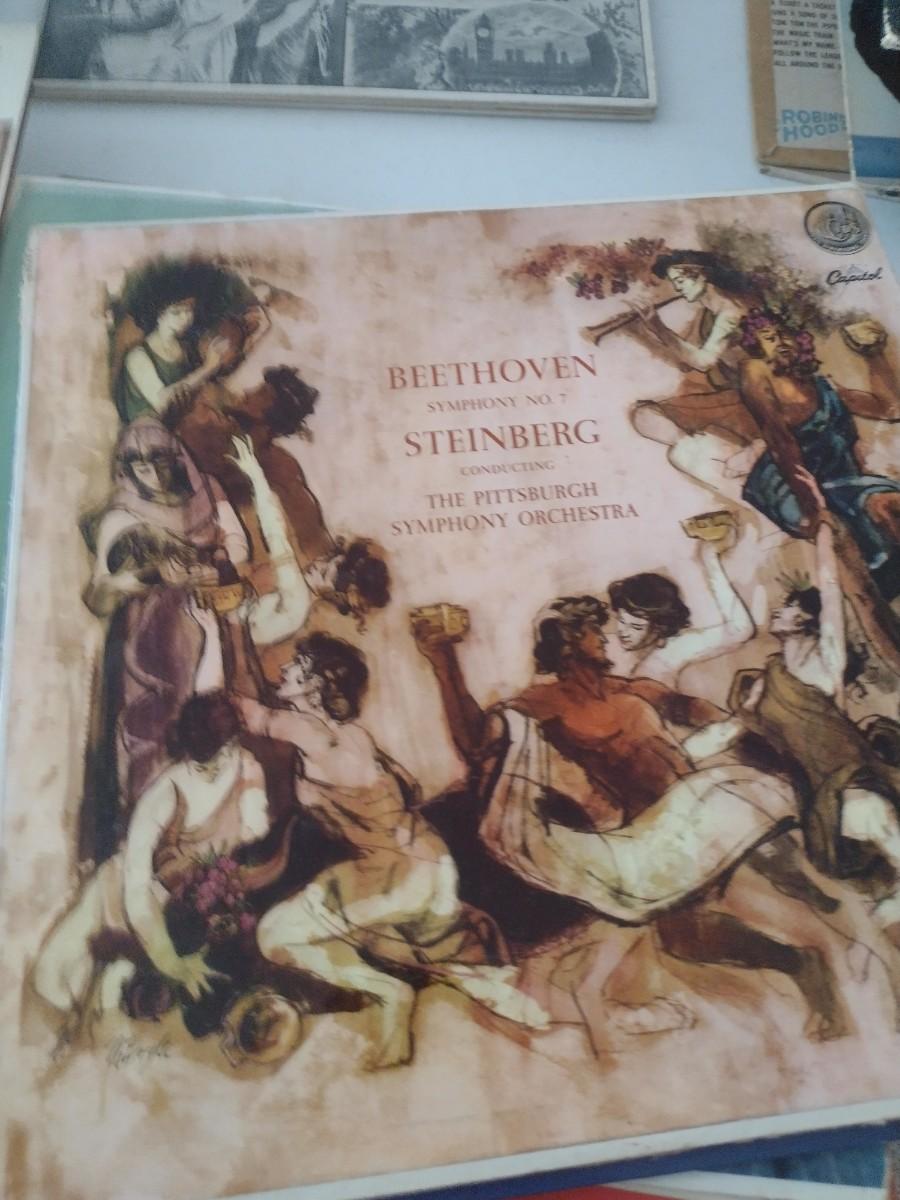 ROBIN
HOOD
Capitol
BEETHOVEN
SYMPHONY NO. 7
STEINBERG
CONDUCTING
THE PITTSBURGH
SYMPHONY ORCHESTRA